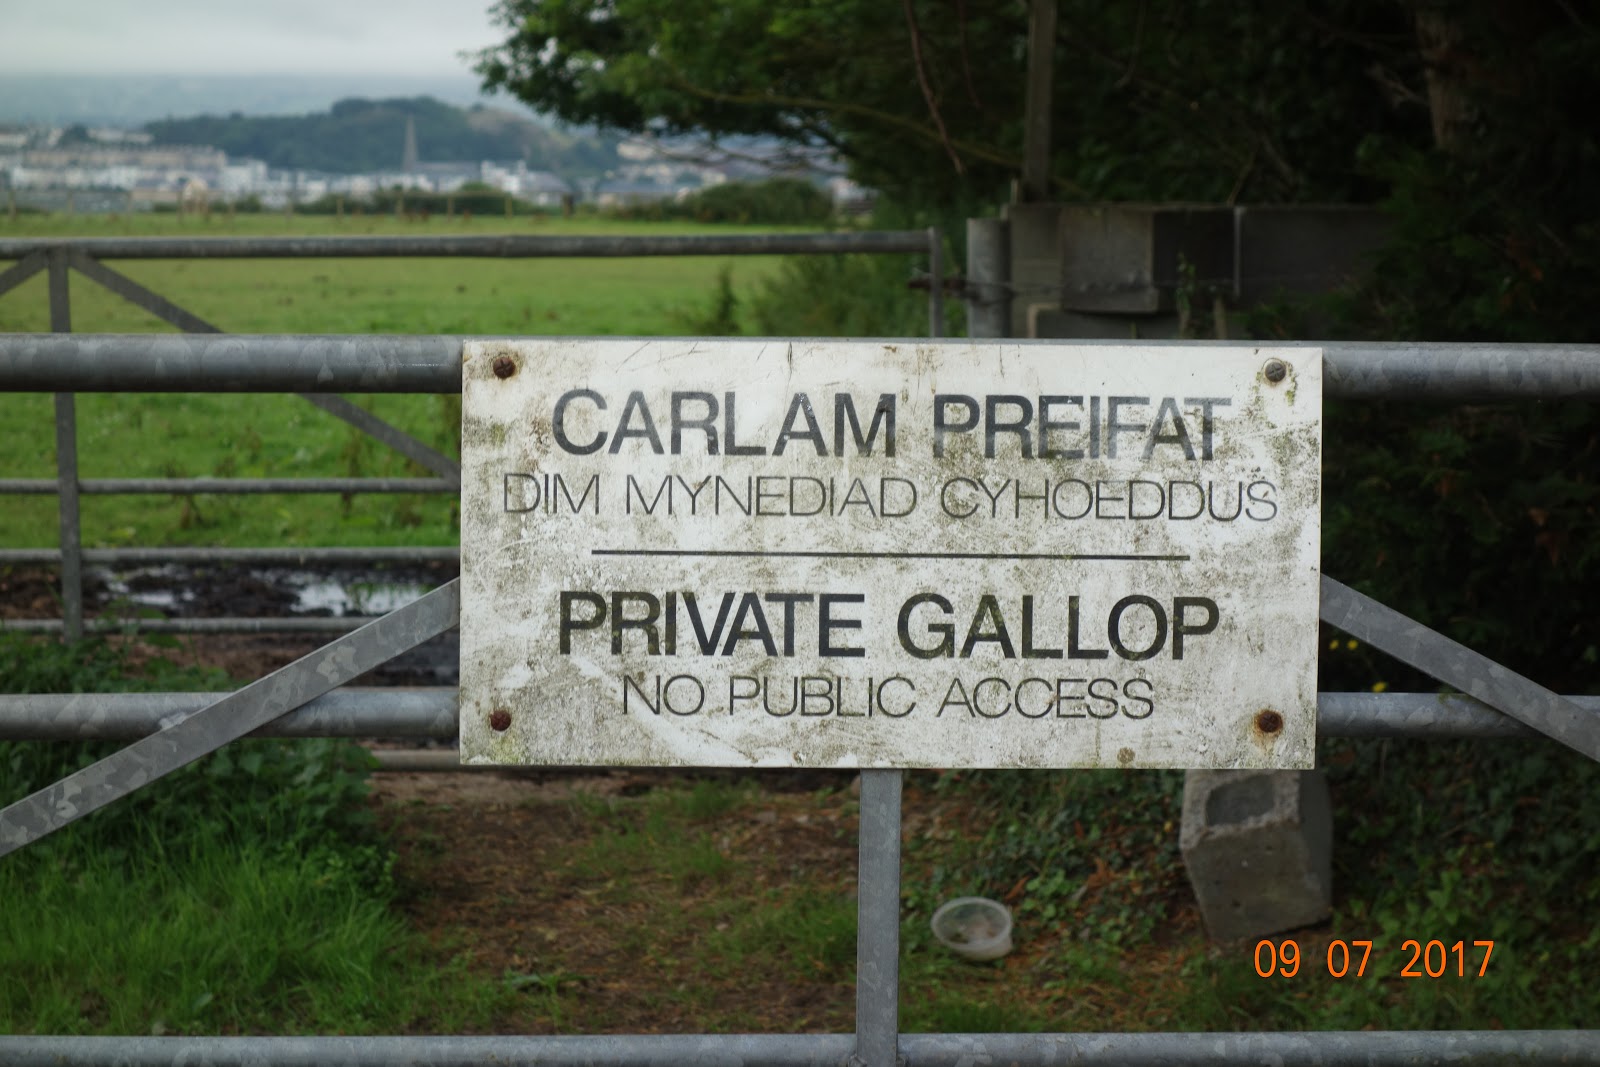 CARLAM PREIFAT
DIM MYNEDIAD CYHOEDDUS
PRIVATE GALLOP
NO PUBLIC ACCESS
09 07 2017